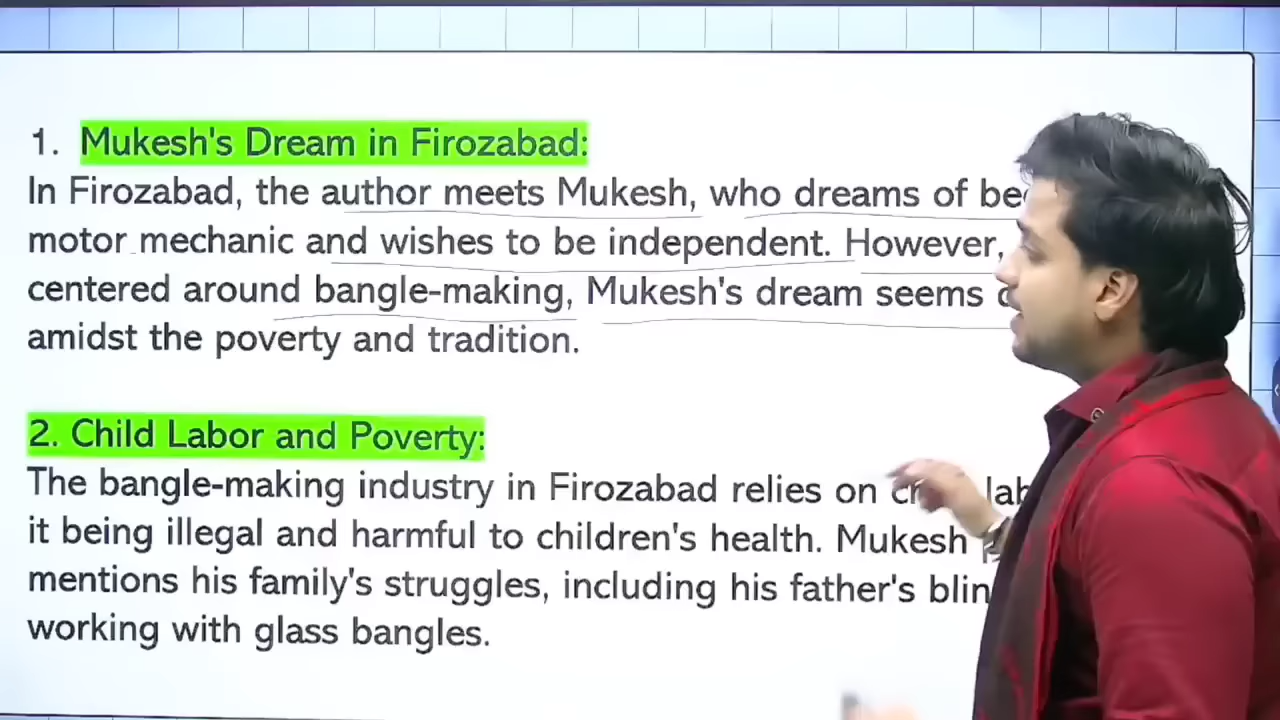 1. Mukesh's Dream in Firozabad:
In Firozabad, the author meets Mukesh, who dreams of
motor mechanic and wishes to be independent. However,
centered around bangle-making, Mukesh's dream seems
amidst the poverty and tradition.
2. Child Labor and Poverty:
The bangle-making industry in Firozabad relies on
it being illegal and harmful to children's health. Mukesh
mentions his family's struggles, including his father's
working with glass bangles.